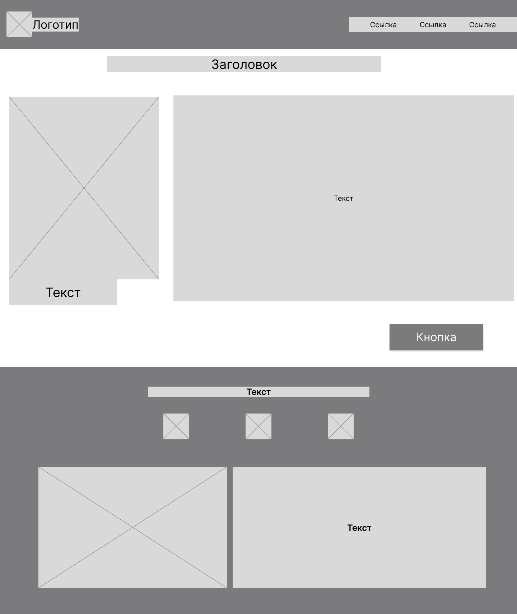 Логотип
Ссылка Ссылка Ссылка
Заголовок
Текст
Текст
Кнопка
Текст
Текст